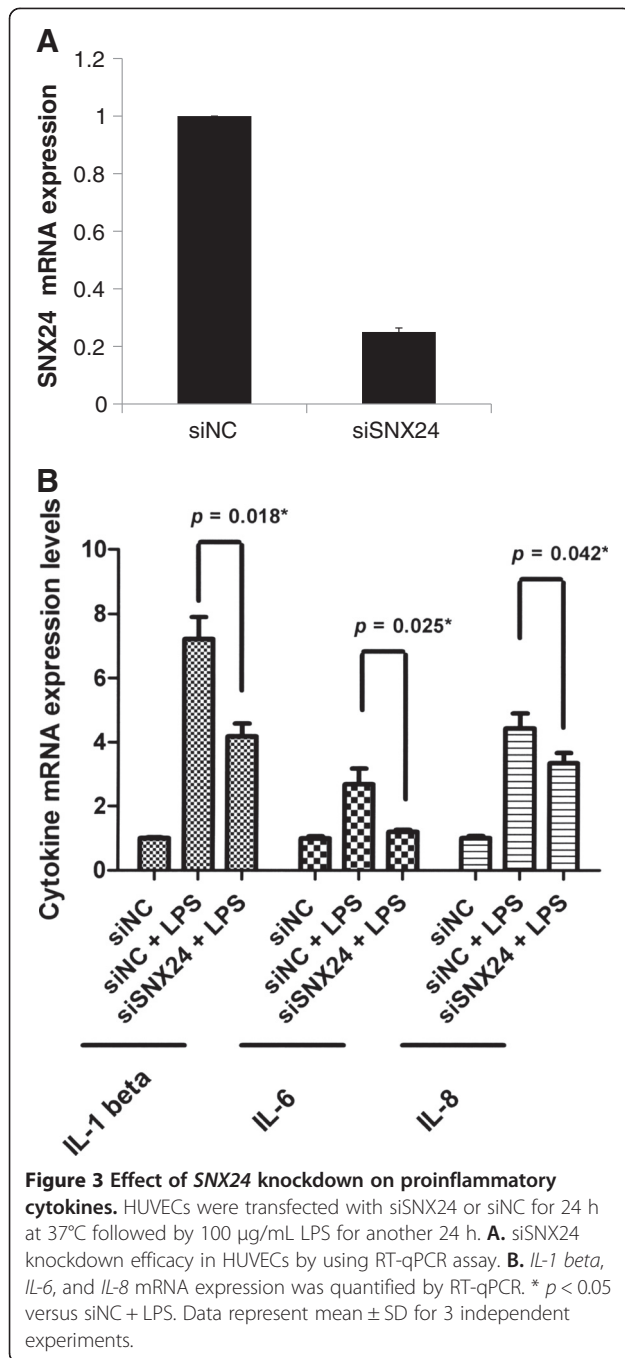 A
1.2
1
0.8
0.6
0.4
0.2
0
SNX24 mRNA expression
siNC siSNX24
B
Cytokine mRNA expression levels
10
8
6
4
2
0
p = 0.018*
p = 0.025*
p = 0.042*
siNC
siNC + LPS
siSNX24 + LPS
siNC
siNC + LPS
siSNX24 + LPS
siNC
siNC + LPS
siSNX24 + LPS
IL-1 beta
IL-6
IL-8
Figure 3 Effect of SNX24 knockdown on proinflammatory
cytokines. HUVECs were transfected with siSNX24 or siNC for 24 h
at 37°C followed by 100 μg/mL LPS for another 24 h. A. siSNX24
knockdown efficacy in HUVECs by using RT-qPCR assay. B. IL-1 beta,
IL-6, and IL-8 mRNA expression was quantified by RT-qPCR. * p < 0.05
versus siNC + LPS. Data represent mean ± SD for 3 independent
experiments.